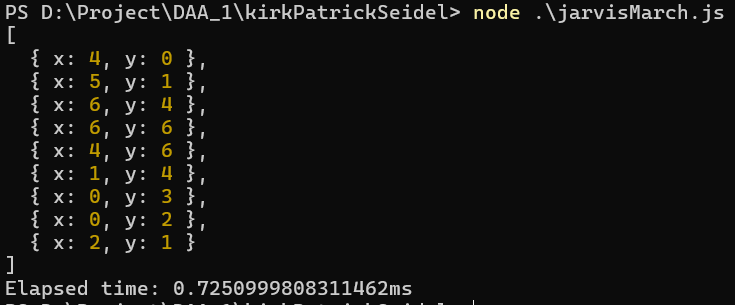 PS D:\Project\DAA_1\kirkPatrickSeidel> node .\jarvisMarch.js
[
  { x: 4, y: 0 },
  { x: 5, y: 1 },
  { x: 6, y: 4 },
  { x: 6, y: 6 },
  { x: 4, y: 6 },
  { x: 1, y: 4 },
  { x: 0, y: 3 },
  { x: 0, y: 2 },
  { x: 2, y: 1 }
]
Elapsed time: 0.7250999808311462ms